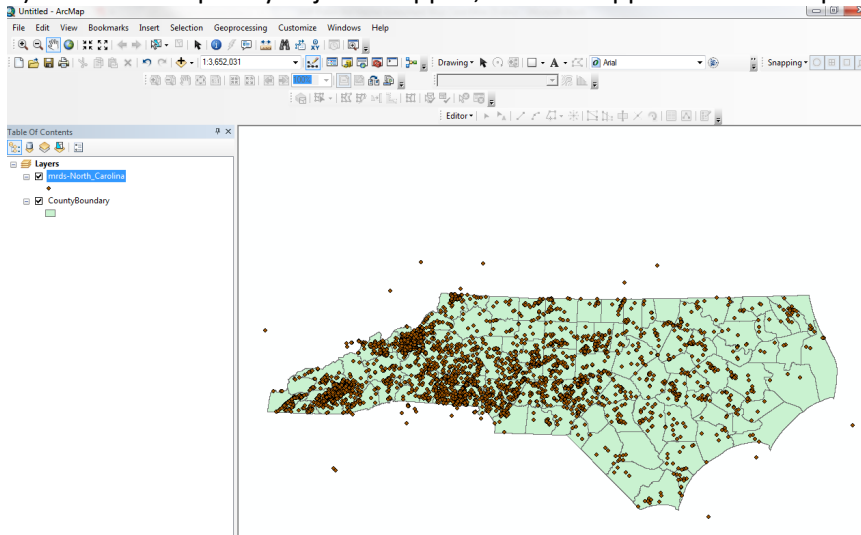 Untitled - ArcMap
File Edit View Bookmarks Insert Selection Geoprocessing Customize Windows Help
1:3,652,031 Drawing A Arial Snapping
Editor
Table Of Contents
Layers
mrds-North_Carolina
CountyBoundary